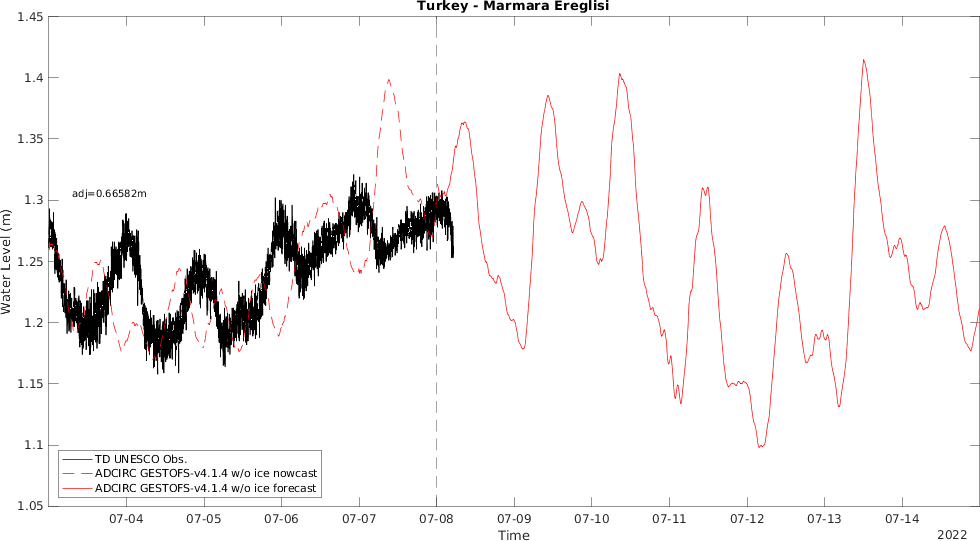 Turkey - Marmara Ereglisi
1.45
1.4
1.35
1.3
1.25
1.2
1.15
1.1
1.05
Water Level (m)
adj=0.66582m
TD UNESCO Obs.
ADCIRC GESTOFS-v4.1.4 w/o ice nowcast
ADCIRC GESTOFS-v4.1.4 w/o ice forecast
07-04 07-05 07-06 07-07 07-08 07-09 07-10 07-11 07-12 07-13 07-14
Time
2022